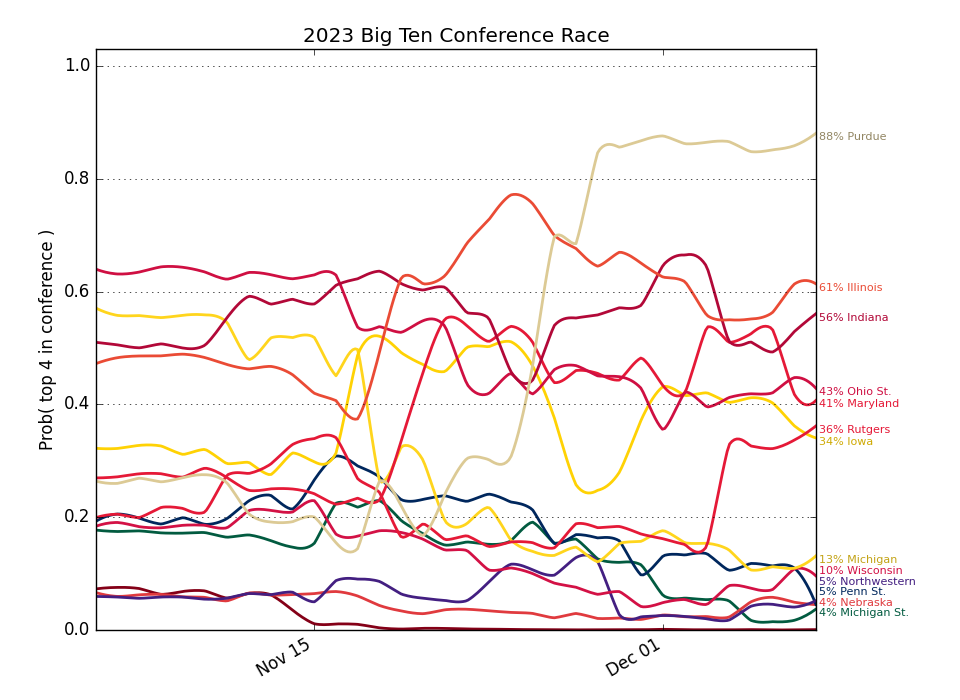 2023 Big Ten Conference Race
Prob( top 4 in conference )
1.0
0.8
0.6
0.4
0.2
0.0
Nov 15
Dec 01
88% Purdue
61% Illinois
56% Indiana
43% Ohio St.
41% Maryland
36% Rutgers
34% Iowa
13% Michigan
10% Wisconsin
5% Northwestern
5% Penn St.
4% Nebraska
4% Michigan St.